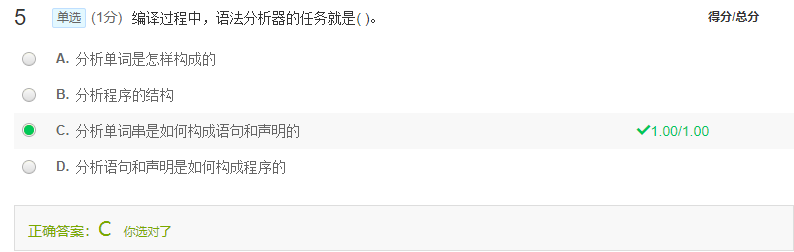 5 单选 (1分) 编译过程中，语法分析器的任务就是( )。 得分/总分
A. 分析单词是怎样构成的
B. 分析程序的结构
C. 分析单词串是如何构成语句和声明的 1.00/1.00
D. 分析语句和声明是如何构成程序的
正确答案：C 你选对了